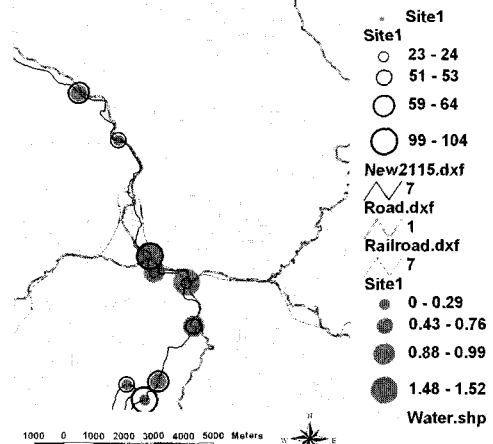 Site1
Site1
23 - 24
51 - 53
59 - 64
99 - 104
New2115.dxf
7
Road.dxf
1
Railroad.dxf
7
Site1
0 - 0.29
0.43 - 0.76
0.88 - 0.99
1.48 - 1.52
Water.shp
1000 0 1000 2000 3000 4000 5000 Meters
N
W E